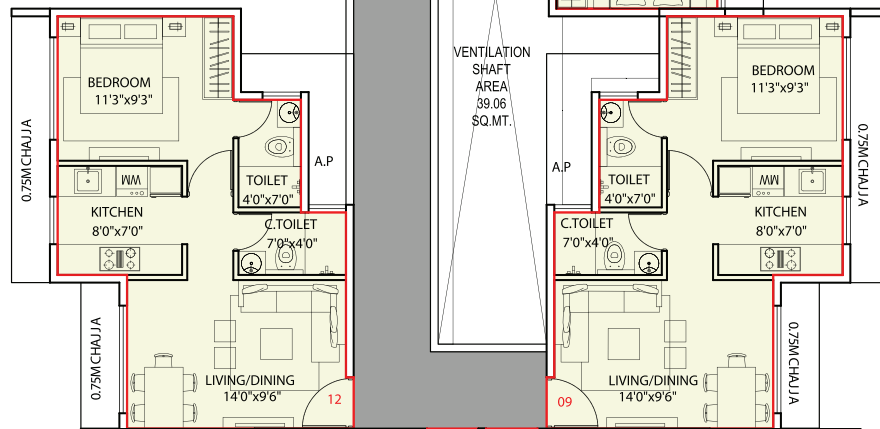 BEDROOM
11'3"x9'3"
0.75M CHAJJA
WM
TOILET
4'0"x7'0"
A.P
KITCHEN
8'0"x7'0"
C.TOILET
7'0"x4'0"
0.75M CHAJJA
LIVING/DINING
14'0"x9'6"
12
VENTILATION
SHAFT
AREA
39.06
SQ.MT.
BEDROOM
11'3"x9'3"
0.75M CHAJJA
A.P
TOILET
4'0"x7'0"
WM
KITCHEN
8'0"x7'0"
C.TOILET
7'0"x4'0"
0.75M CHAJJA
LIVING/DINING
14'0"x9'6"
09